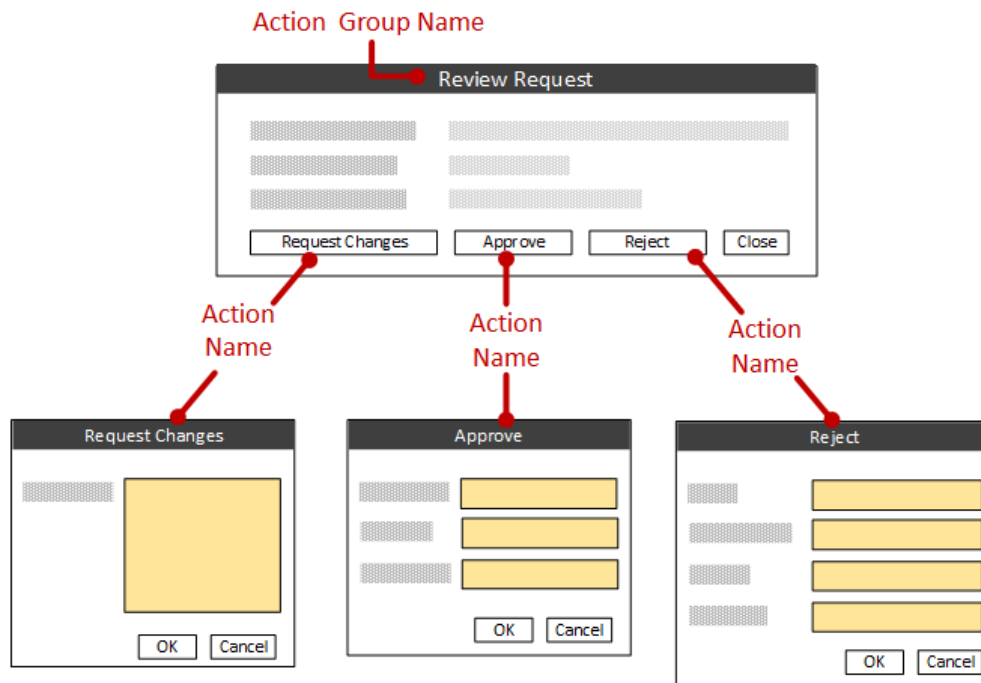 Action Group Name
Review Request
Request Changes Approve Reject Close
Action
Name
Action
Name
Action
Name
Request Changes
OK Cancel
Approve
OK Cancel
Reject
OK Cancel